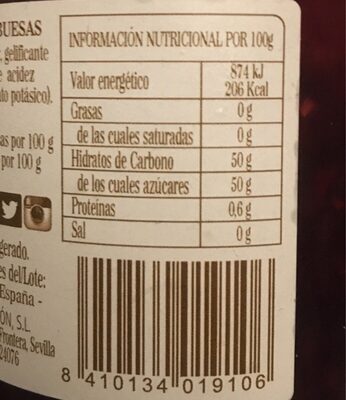 BUESAS
gelificante
acidez
potásico).
por 100 g
por 100 g
gerado.
del Lote:
España -
ÓN, S.L.
Frontera, Sevilla
24076
INFORMACIÓN NUTRICIONAL POR 100g
Valor energético 874 kJ
206 Kcal
Grasas 0 g
de las cuales saturadas 0 g
Hidratos de Carbono 50 g
de los cuales azúcares 50 g
Proteínas 0,6 g
Sal 0 g
8 410134 019106